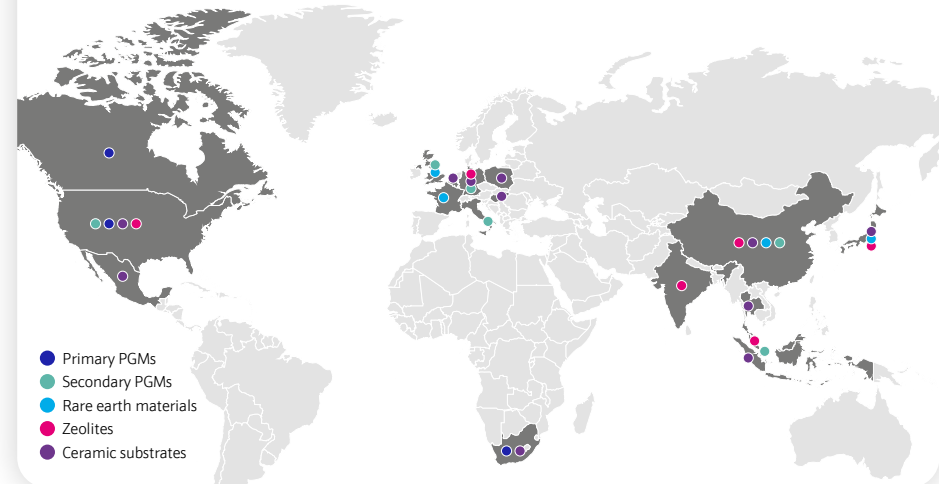 Primary PGMs
Secondary PGMs
Rare earth materials
Zeolites
Ceramic substrates